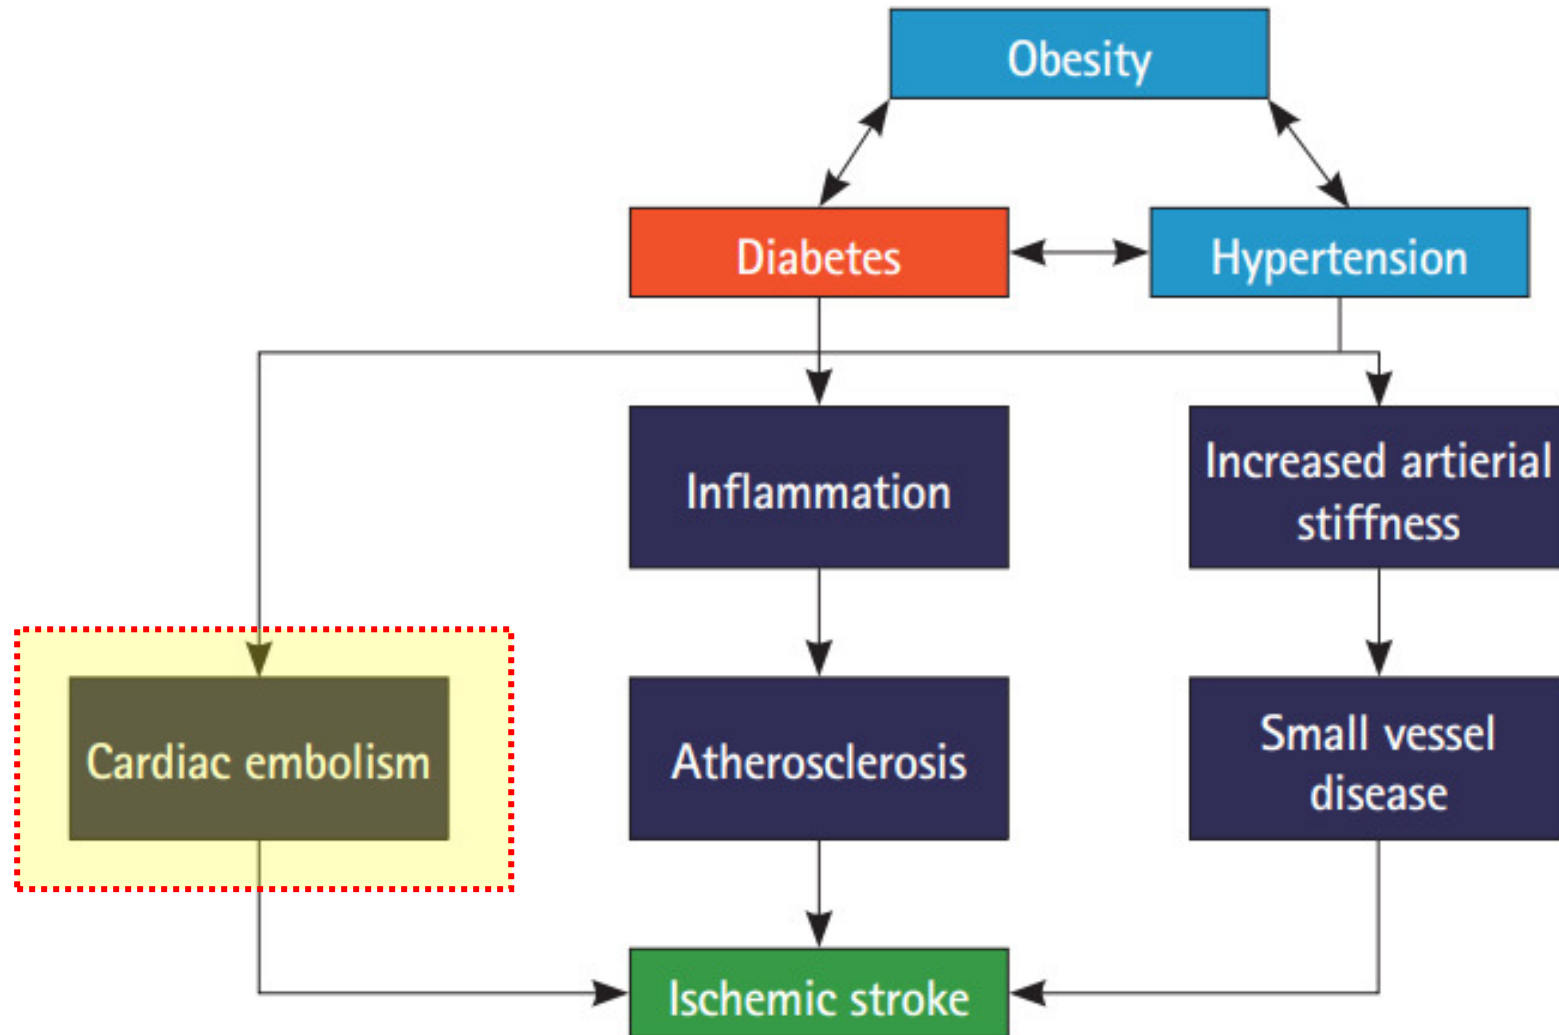 Obesity
Diabetes
Hypertension
Inflammation
Increased artierial
stiffness
Cardiac embolism
Atherosclerosis
Small vessel
disease
Ischemic stroke